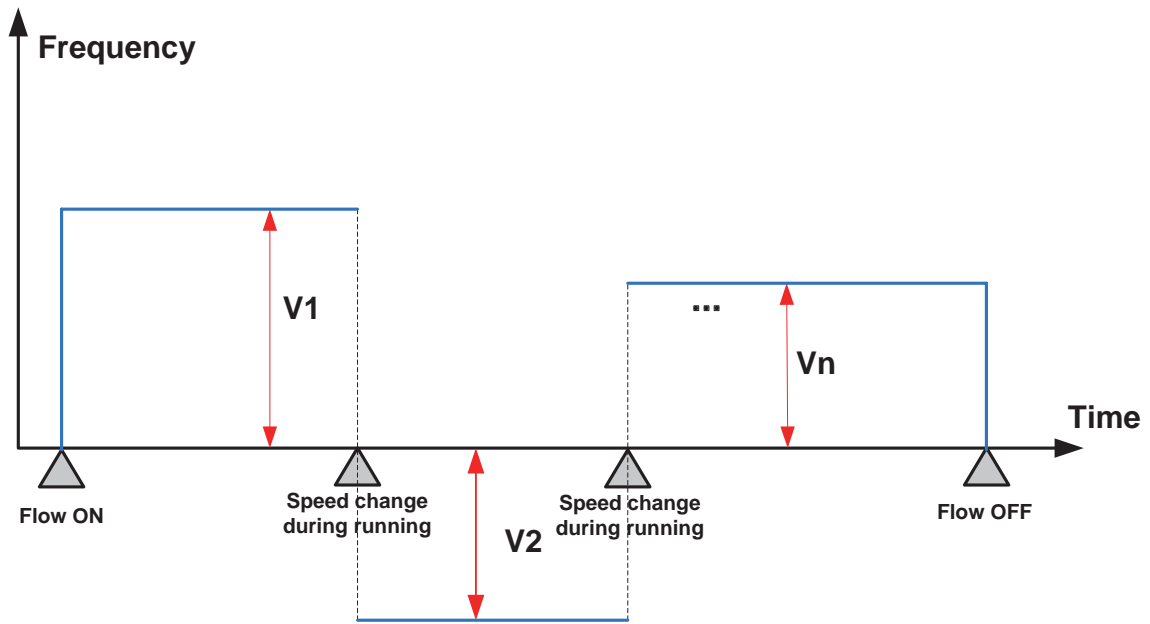 Frequency
V1
...
Vn
Time
Flow ON
Speed change
during running
V2
Speed change
during running
Flow OFF